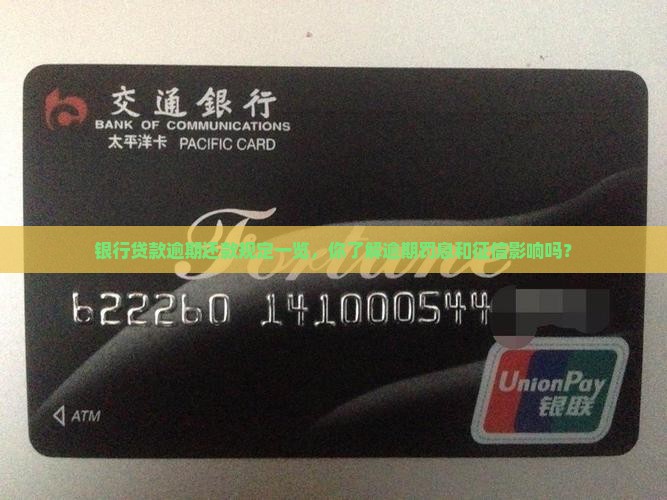 交通銀行
BANK OF COMMUNICATIONS
太平洋卡 PACIFIC CARD
Fortune
银行贷款逾期还款规定一览，你了解逾期罚息和征信影响吗？
622260 141000544
UnionPay
银联
ATM